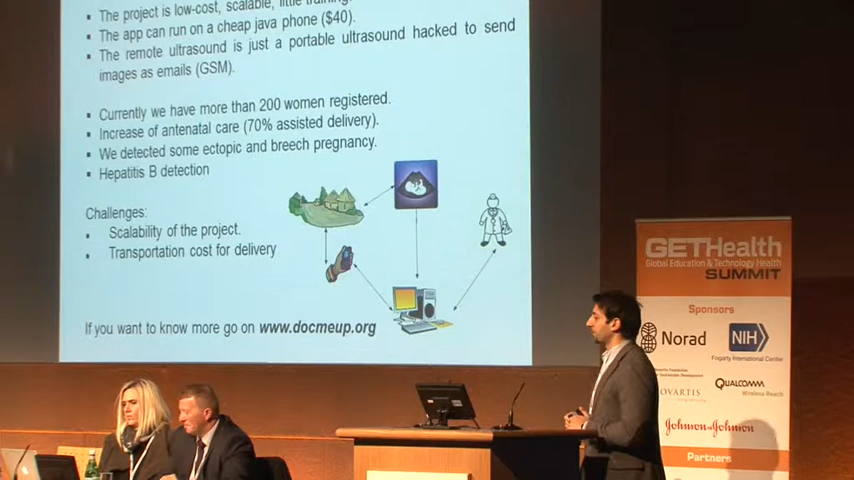 The project is low-cost, scalable, little training.
The app can run on a cheap java phone ($40).
The remote ultrasound is just a portable ultrasound hacked to send
images as emails (GSM).
Currently we have more than 200 women registered.
Increase of antenatal care (70% assisted delivery).
We detected some ectopic and breech pregnancy.
Hepatitis B detection
Challenges:
Scalability of the project.
Transportation cost for delivery
If you want to know more go on www.docmeup.org
GETHealth
Global Education & Technology Health
SUMMIT
Sponsors
Norad
NIH
Fogarty International Center
NOVARTIS
QUALCOMM
Wireless Reach
Johnson & Johnson
Partners